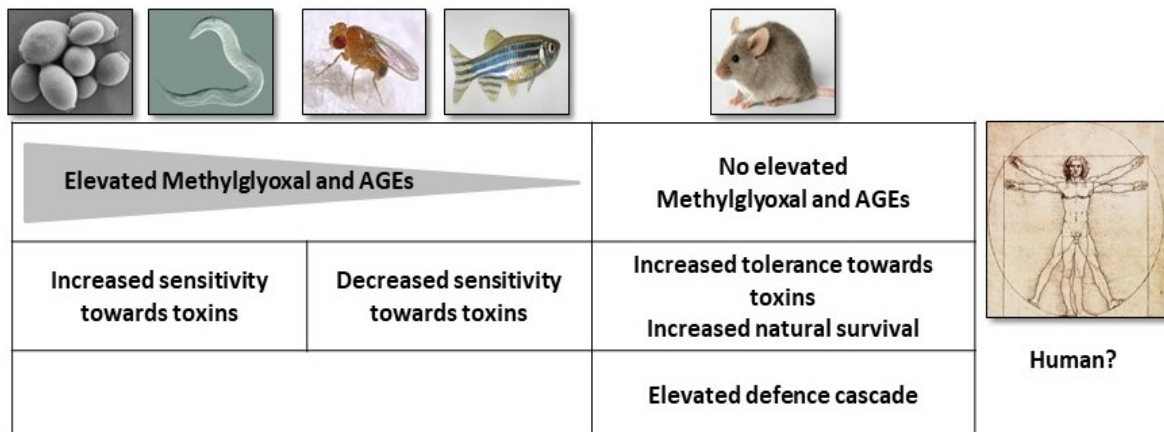 Elevated Methylglyoxal and AGEs
No elevated
Methylglyoxal and AGEs
Increased sensitivity
towards toxins
Decreased sensitivity
towards toxins
Increased tolerance towards
toxins
Increased natural survival
Human?
Elevated defence cascade